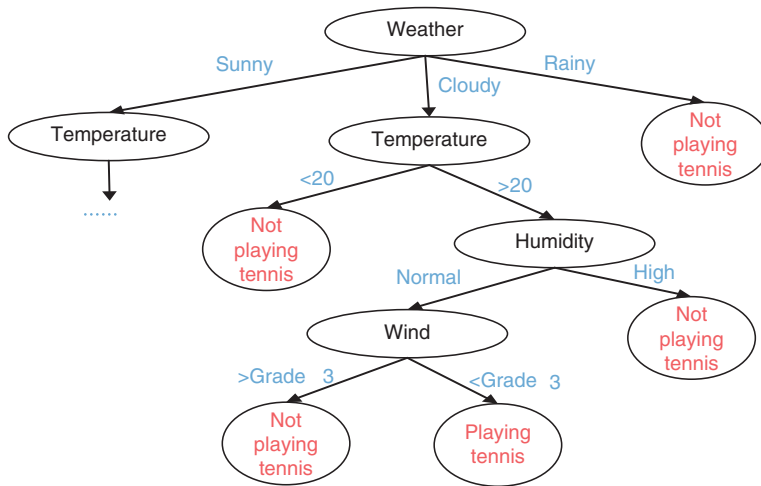 Weather
Sunny
Cloudy
Rainy
Temperature
Temperature
Not
playing
tennis
......
<20
>20
Not
playing
tennis
Humidity
Normal
High
Wind
Not
playing
tennis
>Grade 3
<Grade 3
Not
playing
tennis
Playing
tennis